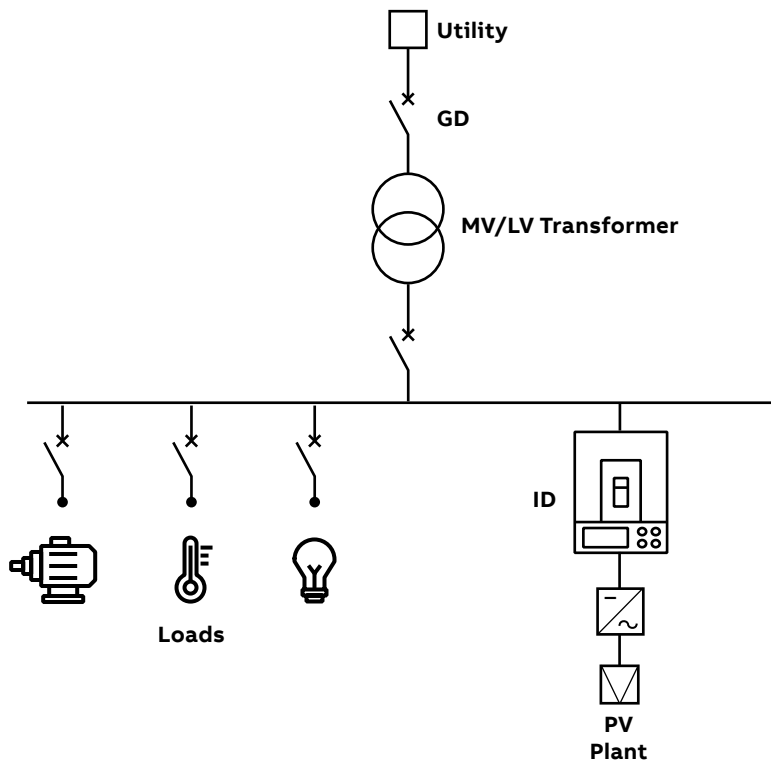 Utility
GD
MV/LV Transformer
ID
Loads
PV
Plant